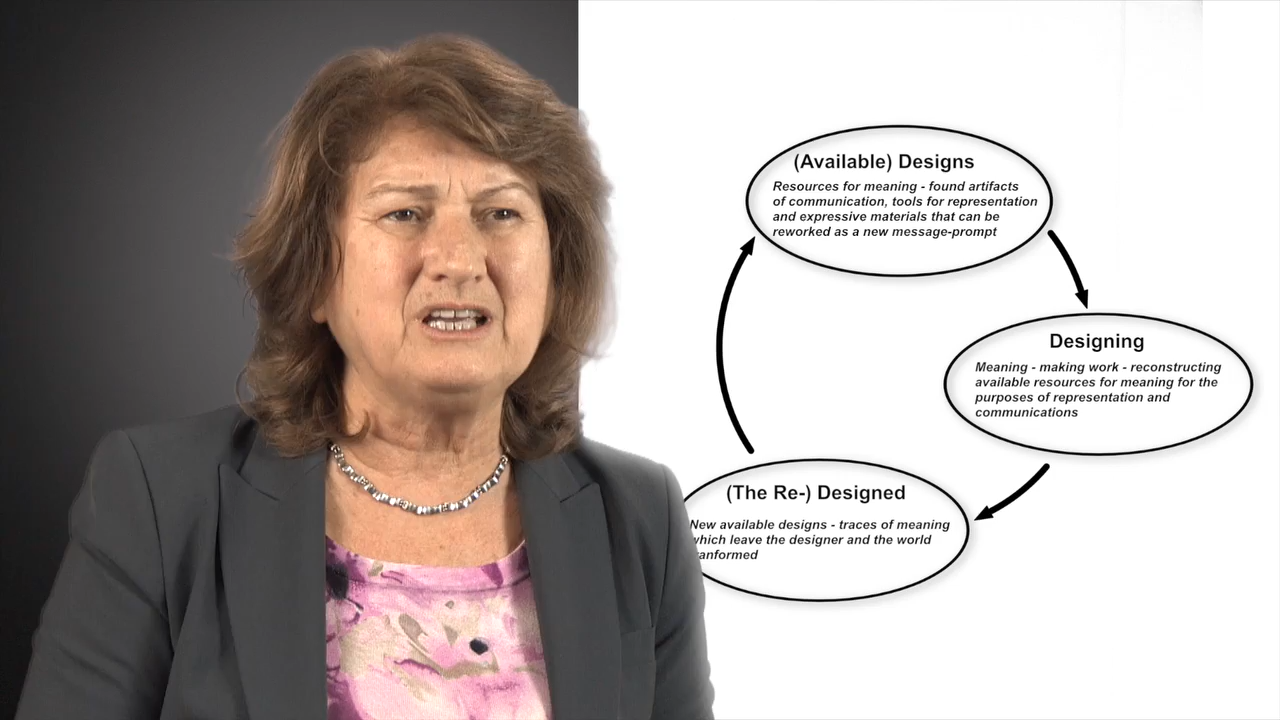 (Available) Designs
Resources for meaning - found artifacts
of communication, tools for representation
and expressive materials that can be
reworked as a new message-prompt
Designing
Meaning - making work - reconstructing
available resources for meaning for the
purposes of representation and
communications
(The Re-) Designed
New available designs - traces of meaning
which leave the designer and the world
ranformed